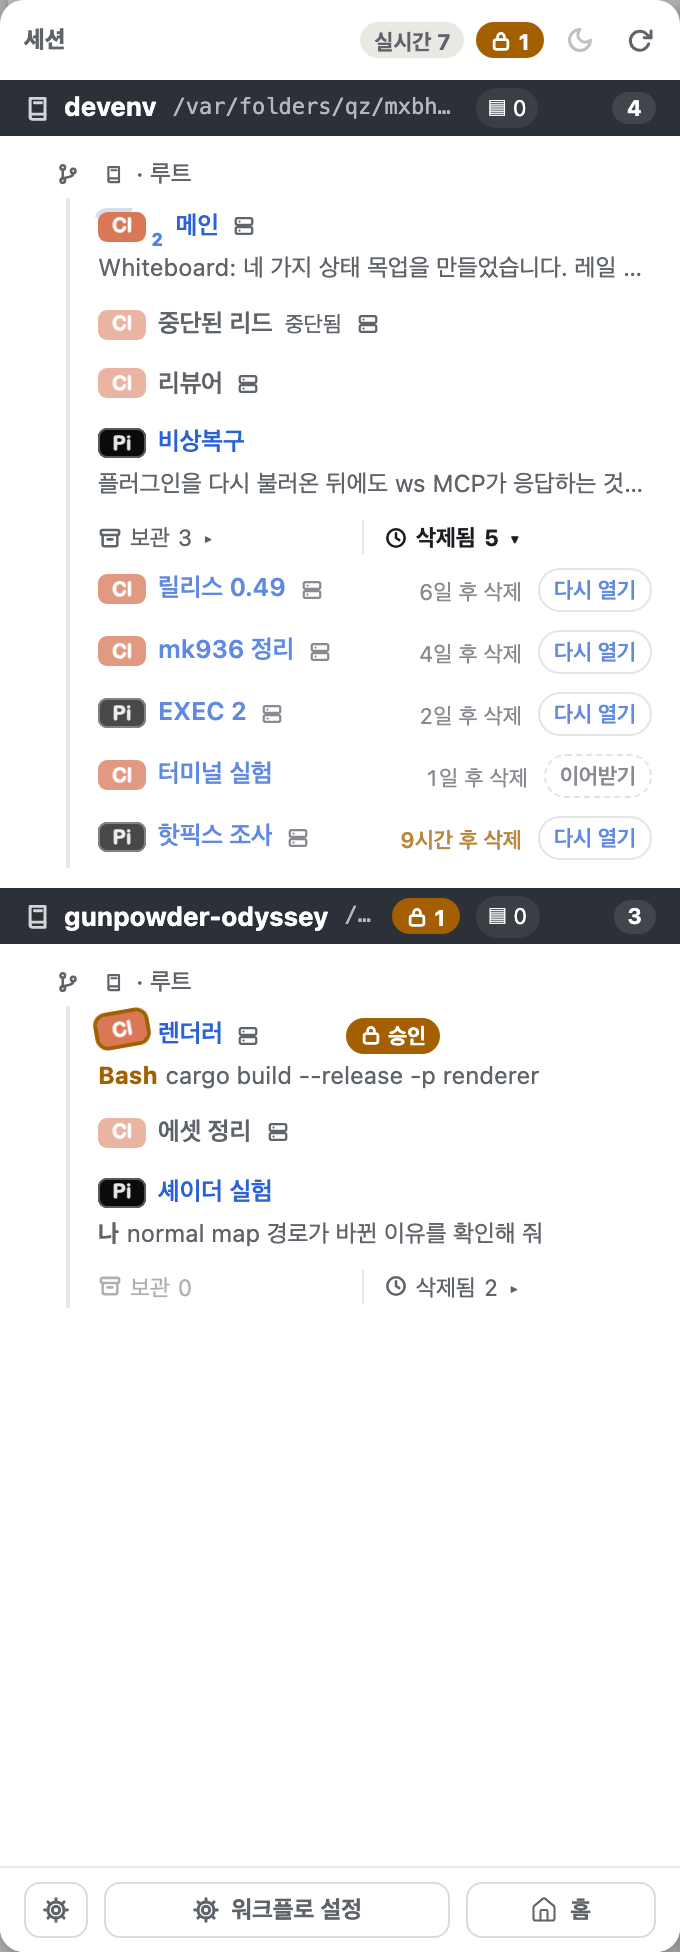 세션 실시간 7 1
devenv /var/folders/qz/mxbh… 0 4
· 루트
Cl 2 메인
Whiteboard: 네 가지 상태 목업을 만들었습니다. 레일 …
Cl 중단된 리드 중단됨
Cl 리뷰어
Pi 비상복구
플러그인을 다시 불러온 뒤에도 ws MCP가 응답하는 것…
보관 3 ▸ 삭제됨 5 ▾
Cl 릴리스 0.49 6일 후 삭제 다시 열기
Cl mk936 정리 4일 후 삭제 다시 열기
Pi EXEC 2 2일 후 삭제 다시 열기
Cl 터미널 실험 1일 후 삭제 이어받기
Pi 핫픽스 조사 9시간 후 삭제 다시 열기
gunpowder-odyssey /… 1 0 3
· 루트
Cl 렌더러 승인
Bash cargo build --release -p renderer
Cl 에셋 정리
Pi 셰이더 실험
나 normal map 경로가 바뀐 이유를 확인해 줘
보관 0 삭제됨 2 ▸
워크플로 설정 홈